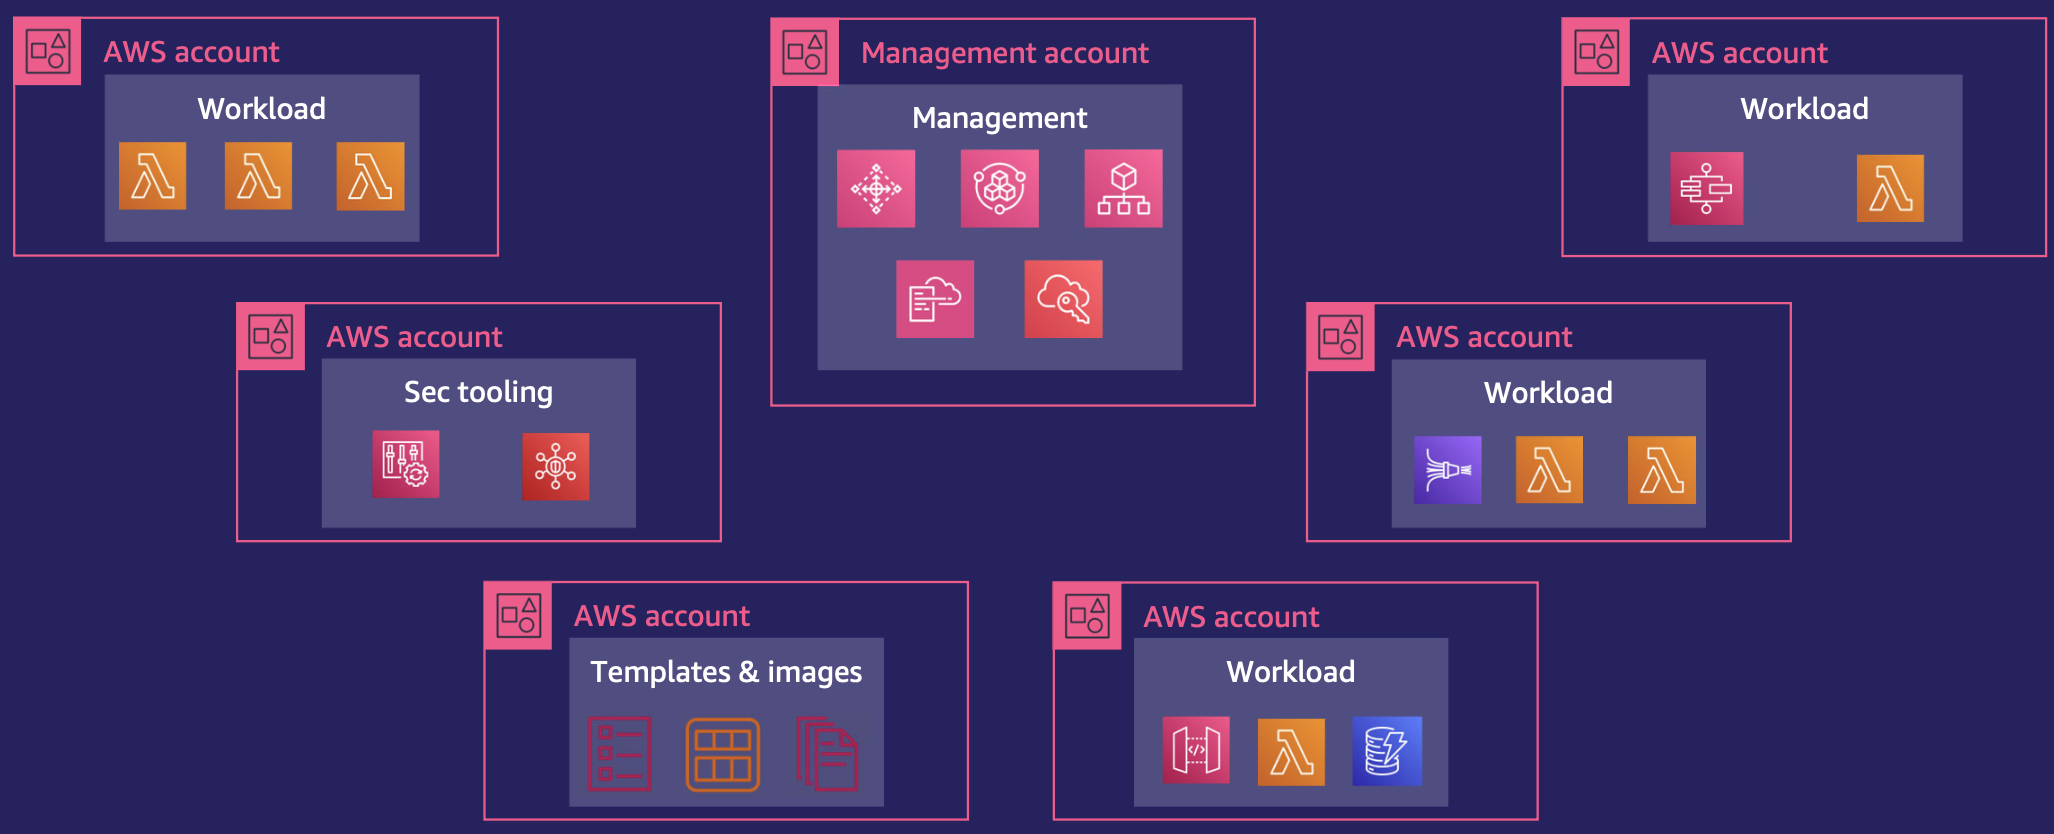 AWS account
Workload
Management account
Management
AWS account
Workload
AWS account
Sec tooling
AWS account
Workload
AWS account
Templates & images
AWS account
Workload